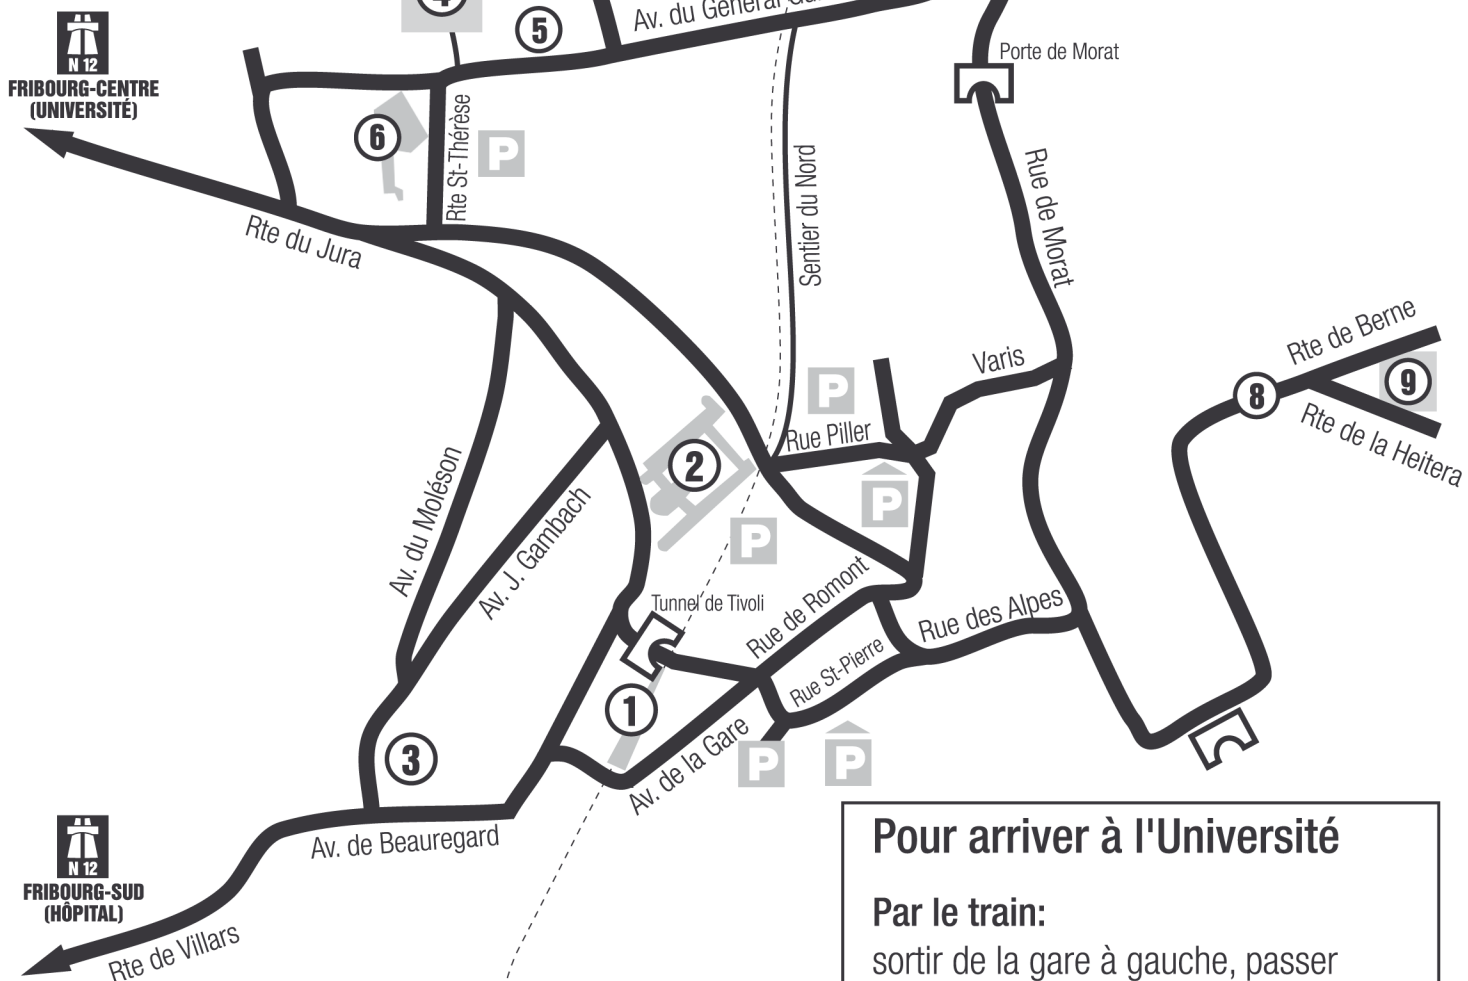 4
5
Av. du Général
N 12
FRIBOURG-CENTRE
(UNIVERSITÉ)
Porte de Morat
6
Rte St-Thérèse
P
Sentier du Nord
Rue de Morat
Rte du Jura
Rte de Berne
Varis
P
8
9
Rte de la Heitera
Rue Piller
2
Av. du Moléson
Av. J. Gambach
P
P
Tunnel de Tivoli
Rue de Romont
Rue des Alpes
Rue St-Pierre
1
3
Av. de la Gare
P
P
Av. de Beauregard
N 12
FRIBOURG-SUD
(HÔPITAL)
Rte de Villars
Pour arriver à l'Université
Par le train:
sortir de la gare à gauche, passer